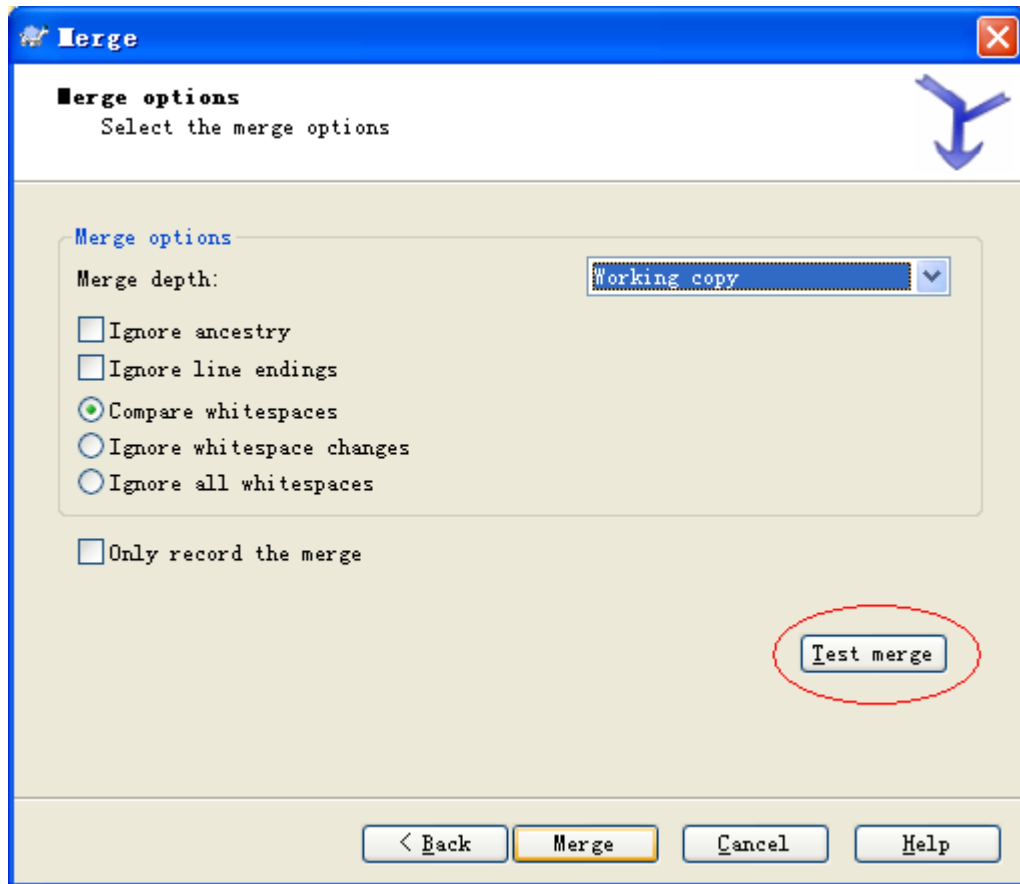 Merge
Merge options
Select the merge options
Merge options
Merge depth:
Working copy
Ignore ancestry
Ignore line endings
Compare whitespaces
Ignore whitespace changes
Ignore all whitespaces
Only record the merge
Test merge
< Back
Merge
Cancel
Help